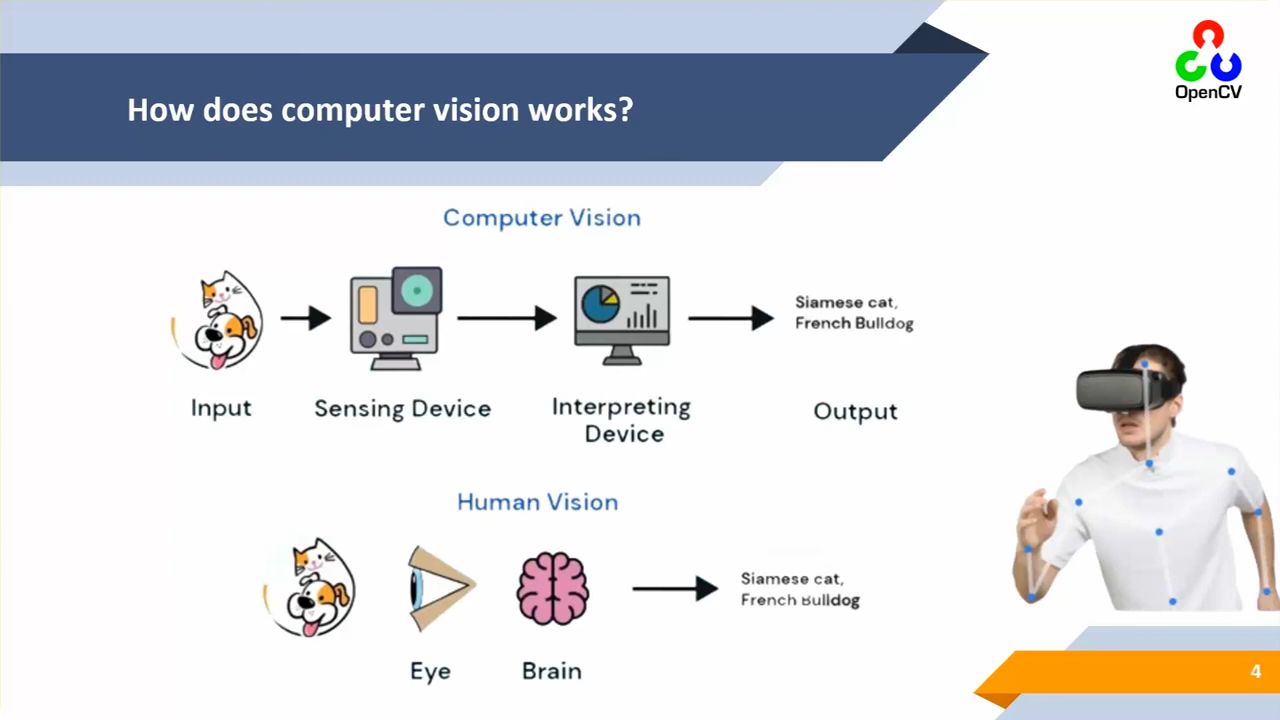 How does computer vision works?
OpenCV
Computer Vision
Siamese cat,
French Bulldog
Input
Sensing Device
Interpreting
Device
Output
Human Vision
Siamese cat,
French Bulldog
Eye
Brain
4